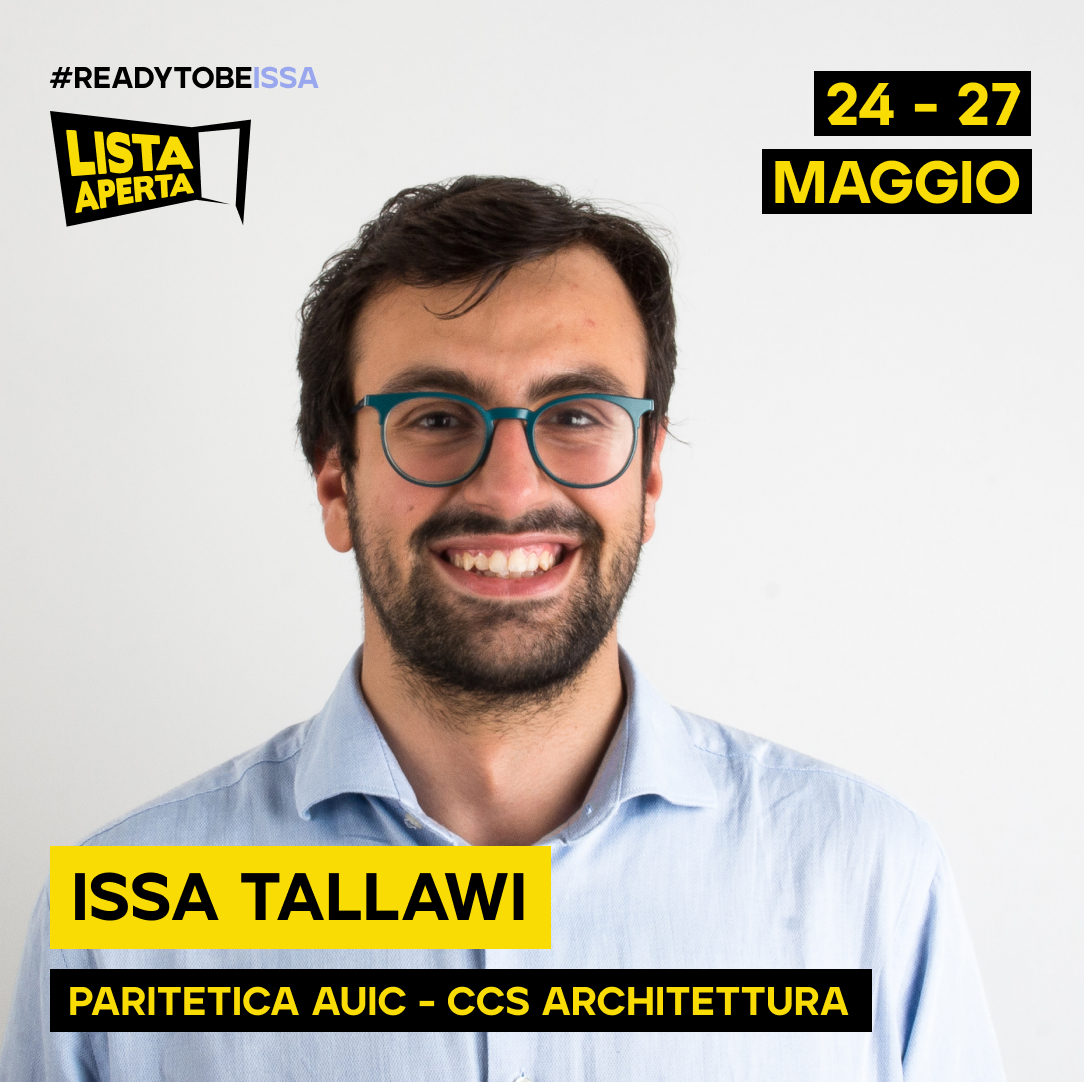 #READYTOBEISSA
LISTA
APERTA
24 - 27
MAGGIO
ISSA TALLAWI
PARITETICA AUIC - CCS ARCHITETTURA